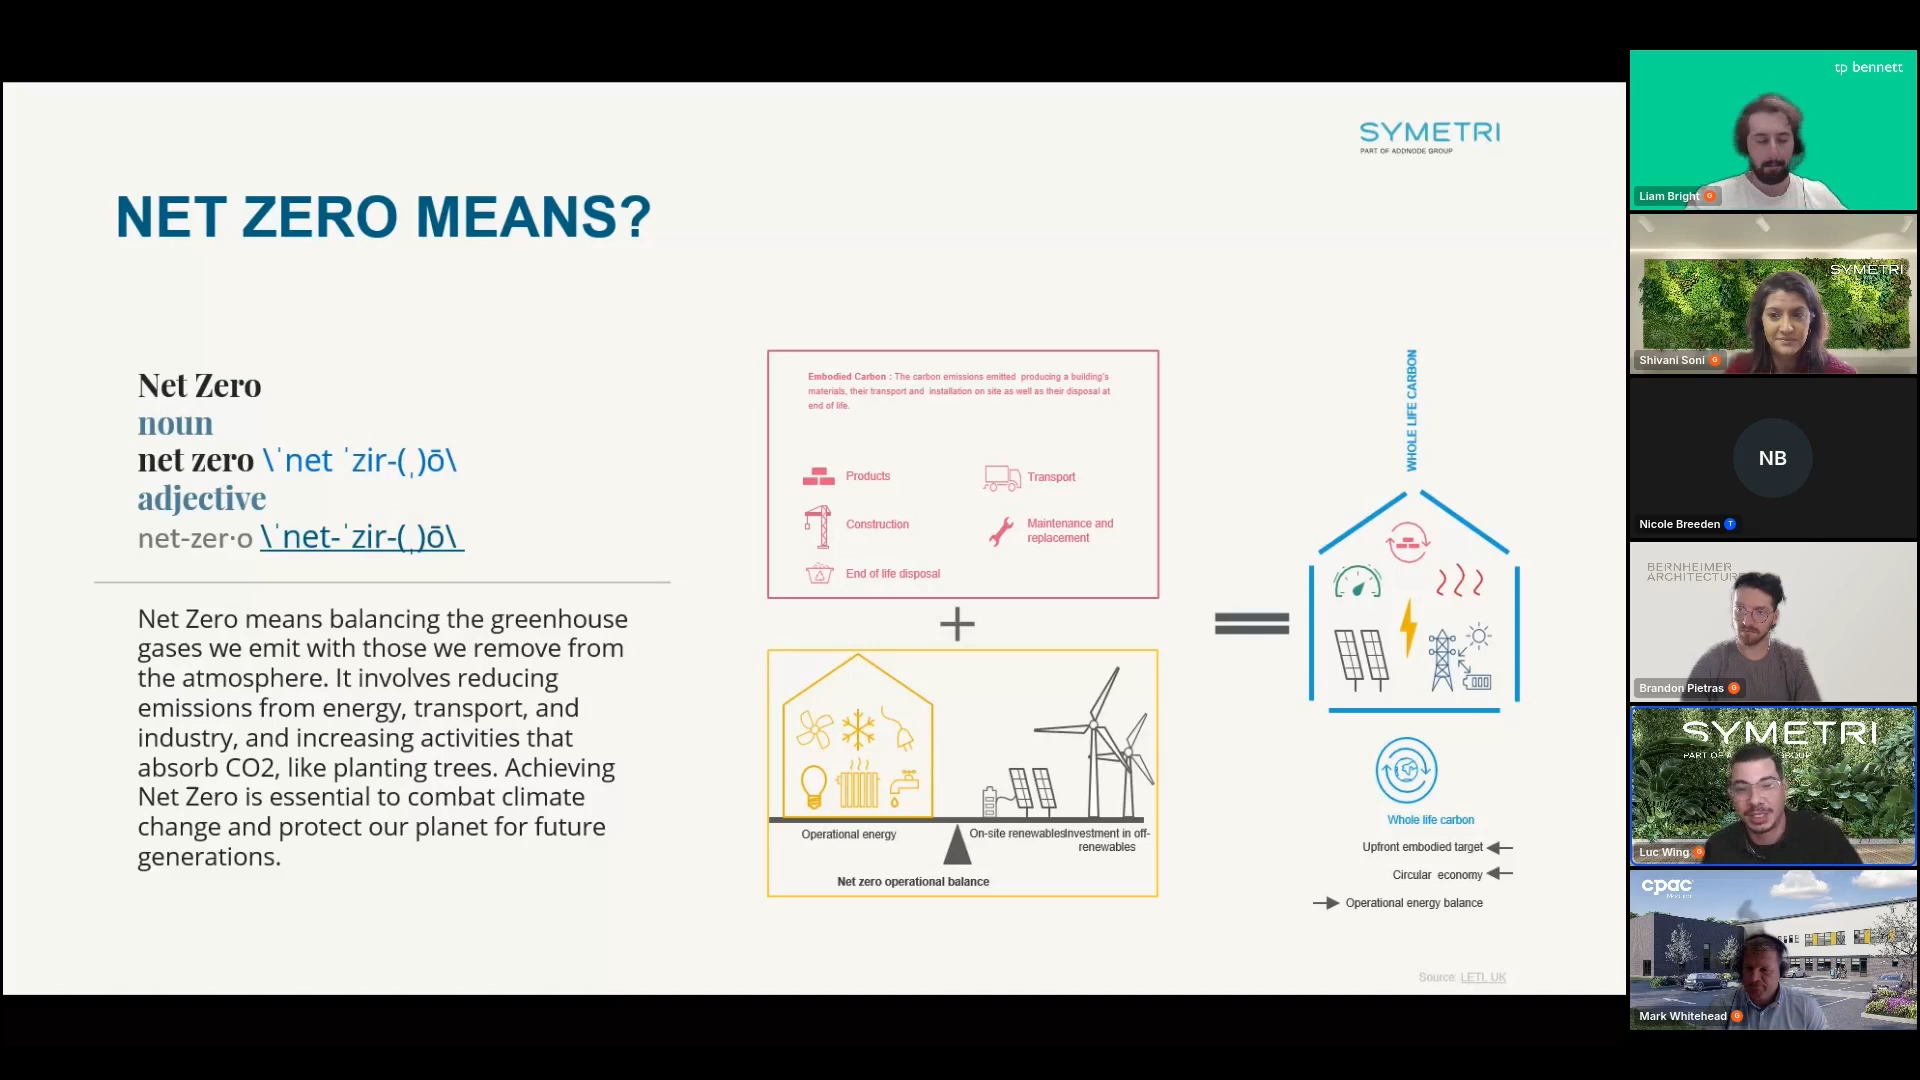 SYMETRI
PART OF ADDNODE GROUP
NET ZERO MEANS?
Net Zero
noun
net zero \ˈnet ˈzir-(ˌ)ō\
adjective
net-zer·o \ˈnet-ˈzir-(ˌ)ō\
Net Zero means balancing the greenhouse
gases we emit with those we remove from
the atmosphere. It involves reducing
emissions from energy, transport, and
industry, and increasing activities that
absorb CO2, like planting trees. Achieving
Net Zero is essential to combat climate
change and protect our planet for future
generations.
Embodied Carbon : The carbon emissions emitted producing a building's
materials, their transport and installation on site as well as their disposal at
end of life.
Products
Transport
Construction
Maintenance and
replacement
End of life disposal
+
Operational energy
On-site renewables
Investment in off-
renewables
Net zero operational balance
=
WHOLE LIFE CARBON
Whole life carbon
Upfront embodied target
Circular economy
Operational energy balance
Source: LETI, UK
tp bennett
Liam Bright
SYMETRI
Shivani Soni
NB
Nicole Breeden
BERNHEIMER
ARCHITECTURE
Brandon Pietras
SYMETRI
Luc Wing
cpac
Mark Whitehead